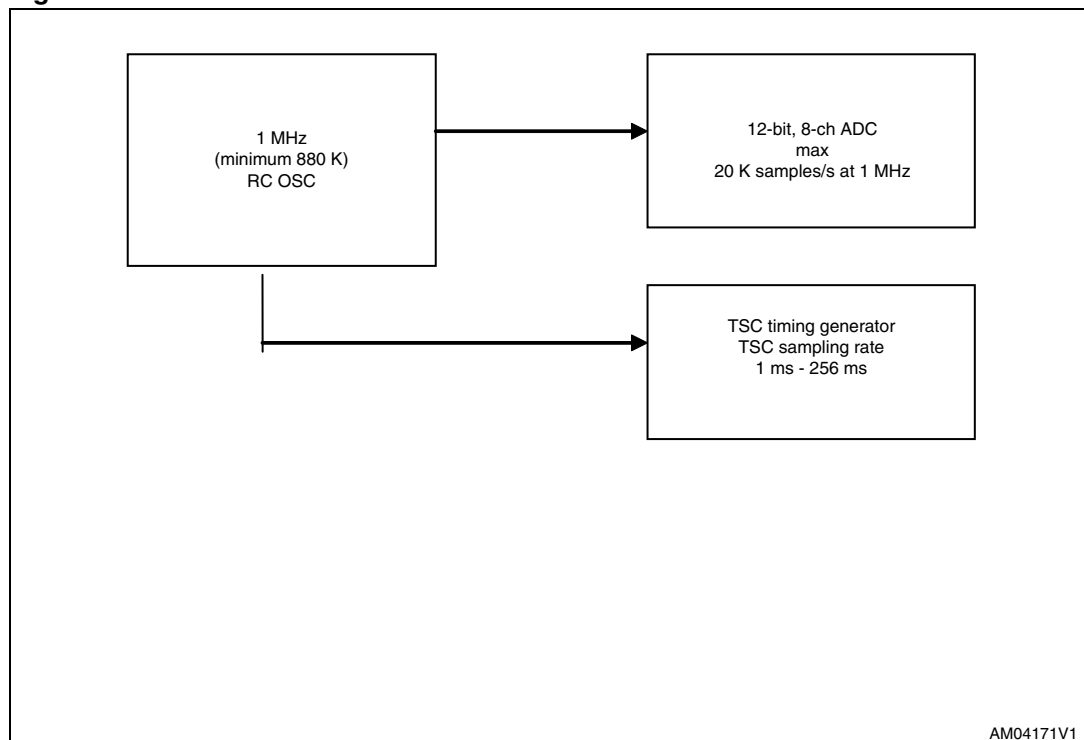 1 MHz
(minimum 880 K)
RC OSC
12-bit, 8-ch ADC
max
20 K samples/s at 1 MHz
TSC timing generator
TSC sampling rate
1 ms - 256 ms
AM04171V1